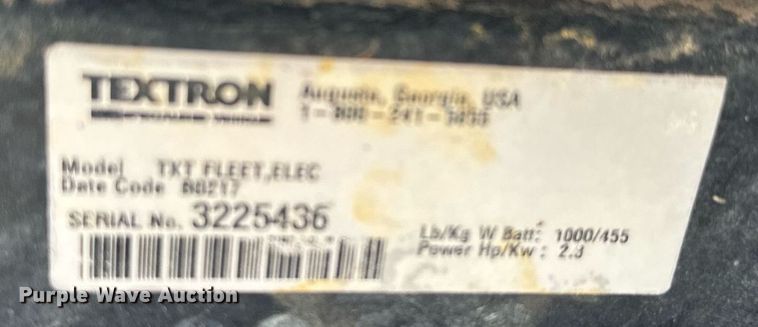 TEXTRON
Augusta, Georgia, USA
Model TXT FLEET,ELEC
Date Code B0217
SERIAL No. 3225436
Lb/Kg W Batt: 1000/455
Power Hp/Kw : 2.3
Purple Wave Auction